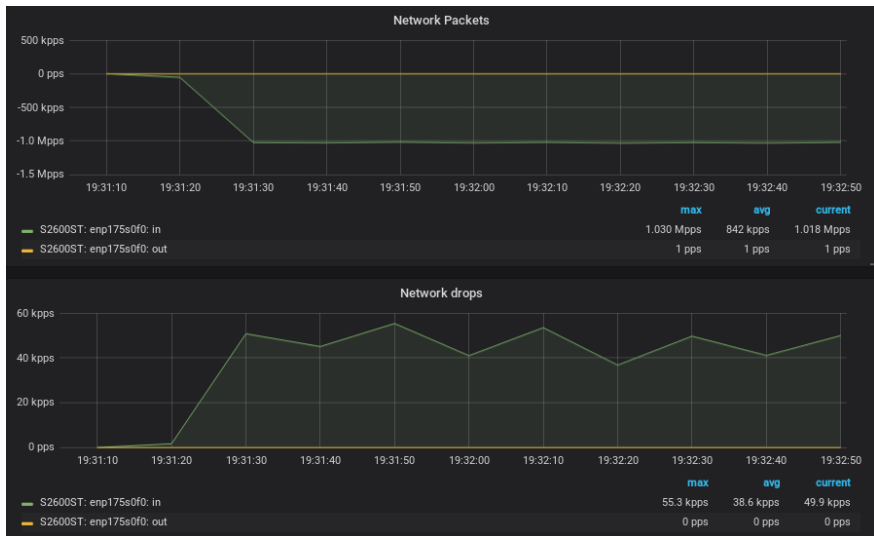 Network Packets
500 kpps
0 pps
-500 kpps
-1.0 Mpps
-1.5 Mpps
19:31:10 19:31:20 19:31:30 19:31:40 19:31:50 19:32:00 19:32:10 19:32:20 19:32:30 19:32:40 19:32:50
max avg current
S2600ST: enp175s0f0: in 1.030 Mpps 842 kpps 1.018 Mpps
S2600ST: enp175s0f0: out 1 pps 1 pps 1 pps
Network drops
60 kpps
40 kpps
20 kpps
0 pps
19:31:10 19:31:20 19:31:30 19:31:40 19:31:50 19:32:00 19:32:10 19:32:20 19:32:30 19:32:40 19:32:50
max avg current
S2600ST: enp175s0f0: in 55.3 kpps 38.6 kpps 49.9 kpps
S2600ST: enp175s0f0: out 0 pps 0 pps 0 pps